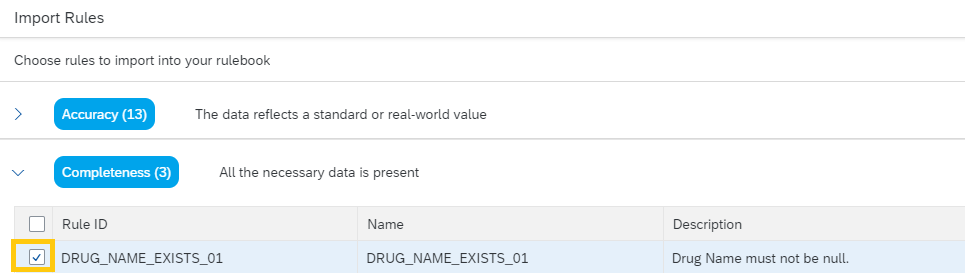 Import Rules
Choose rules to import into your rulebook
Accuracy (13) The data reflects a standard or real-world value
Completeness (3) All the necessary data is present
Rule ID Name Description
DRUG_NAME_EXISTS_01 DRUG_NAME_EXISTS_01 Drug Name must not be null.